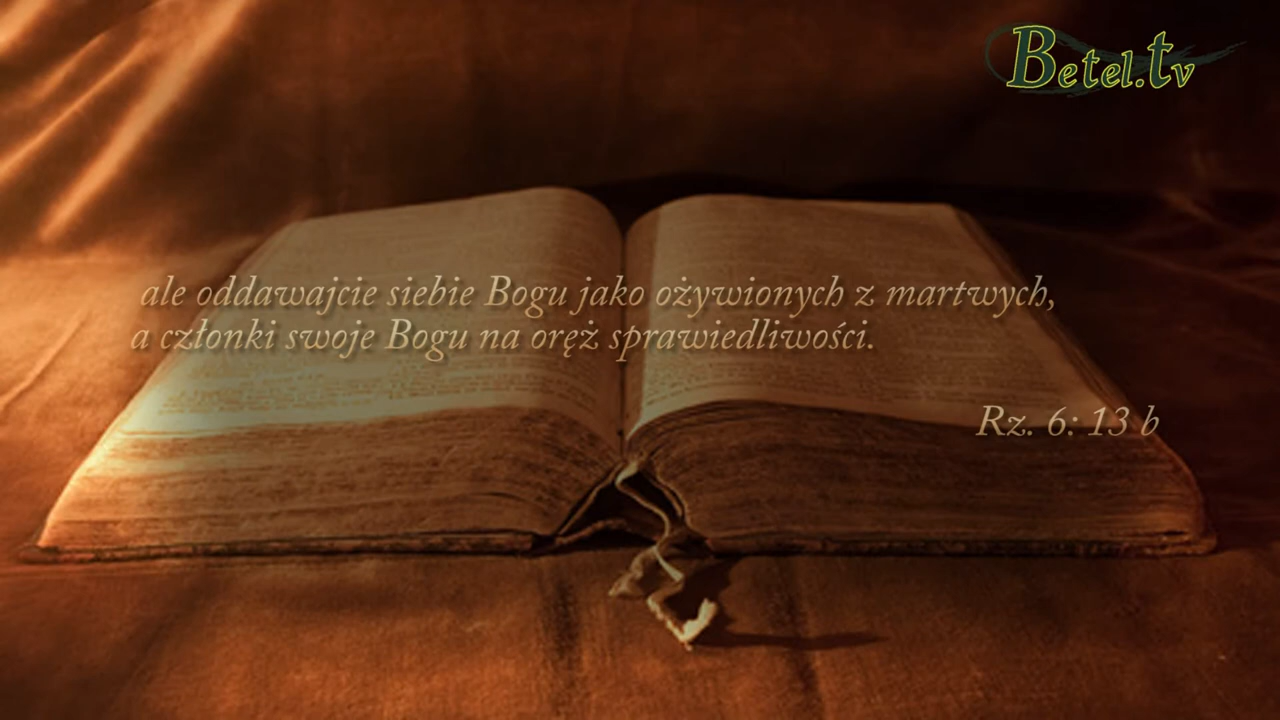 Betel.tv
ale oddawajcie siebie Bogu jako ożywionych z martwych,
a członki swoje Bogu na oręż sprawiedliwości.
Rz. 6: 13 b